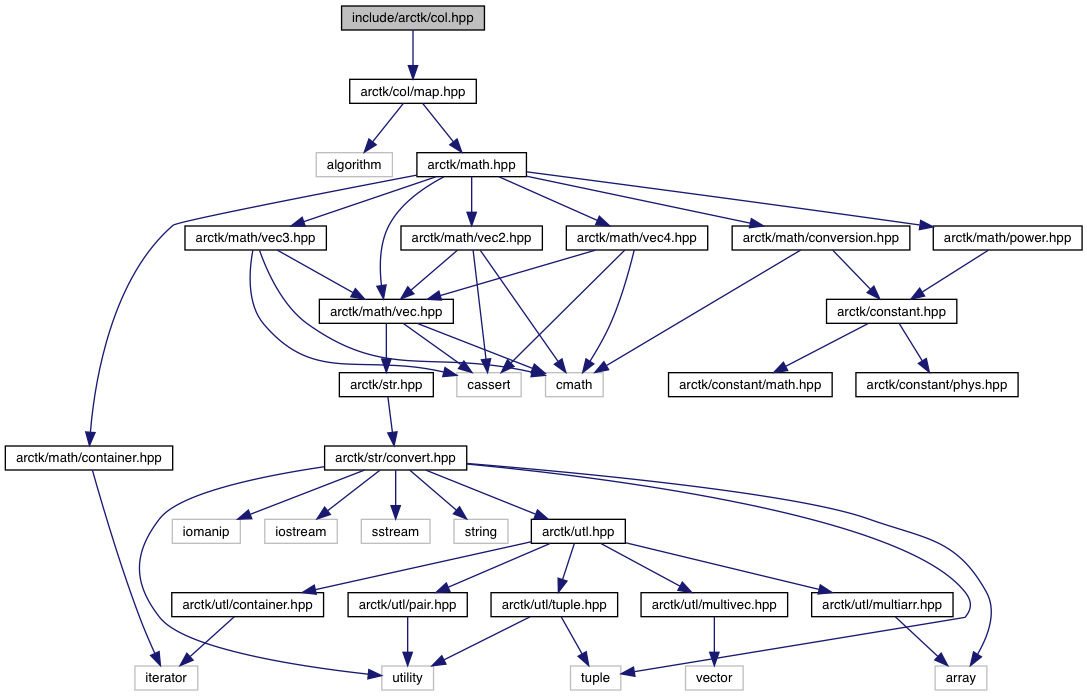 include/arctk/col.hpp
arctk/col/map.hpp
algorithm
arctk/math.hpp
arctk/math/vec3.hpp
arctk/math/vec2.hpp
arctk/math/vec4.hpp
arctk/math/conversion.hpp
arctk/math/power.hpp
arctk/math/vec.hpp
arctk/constant.hpp
arctk/str.hpp
cassert
cmath
arctk/constant/math.hpp
arctk/constant/phys.hpp
arctk/math/container.hpp
arctk/str/convert.hpp
iomanip
iostream
sstream
string
arctk/utl.hpp
arctk/utl/container.hpp
arctk/utl/pair.hpp
arctk/utl/tuple.hpp
arctk/utl/multivec.hpp
arctk/utl/multiarr.hpp
iterator
utility
tuple
vector
array